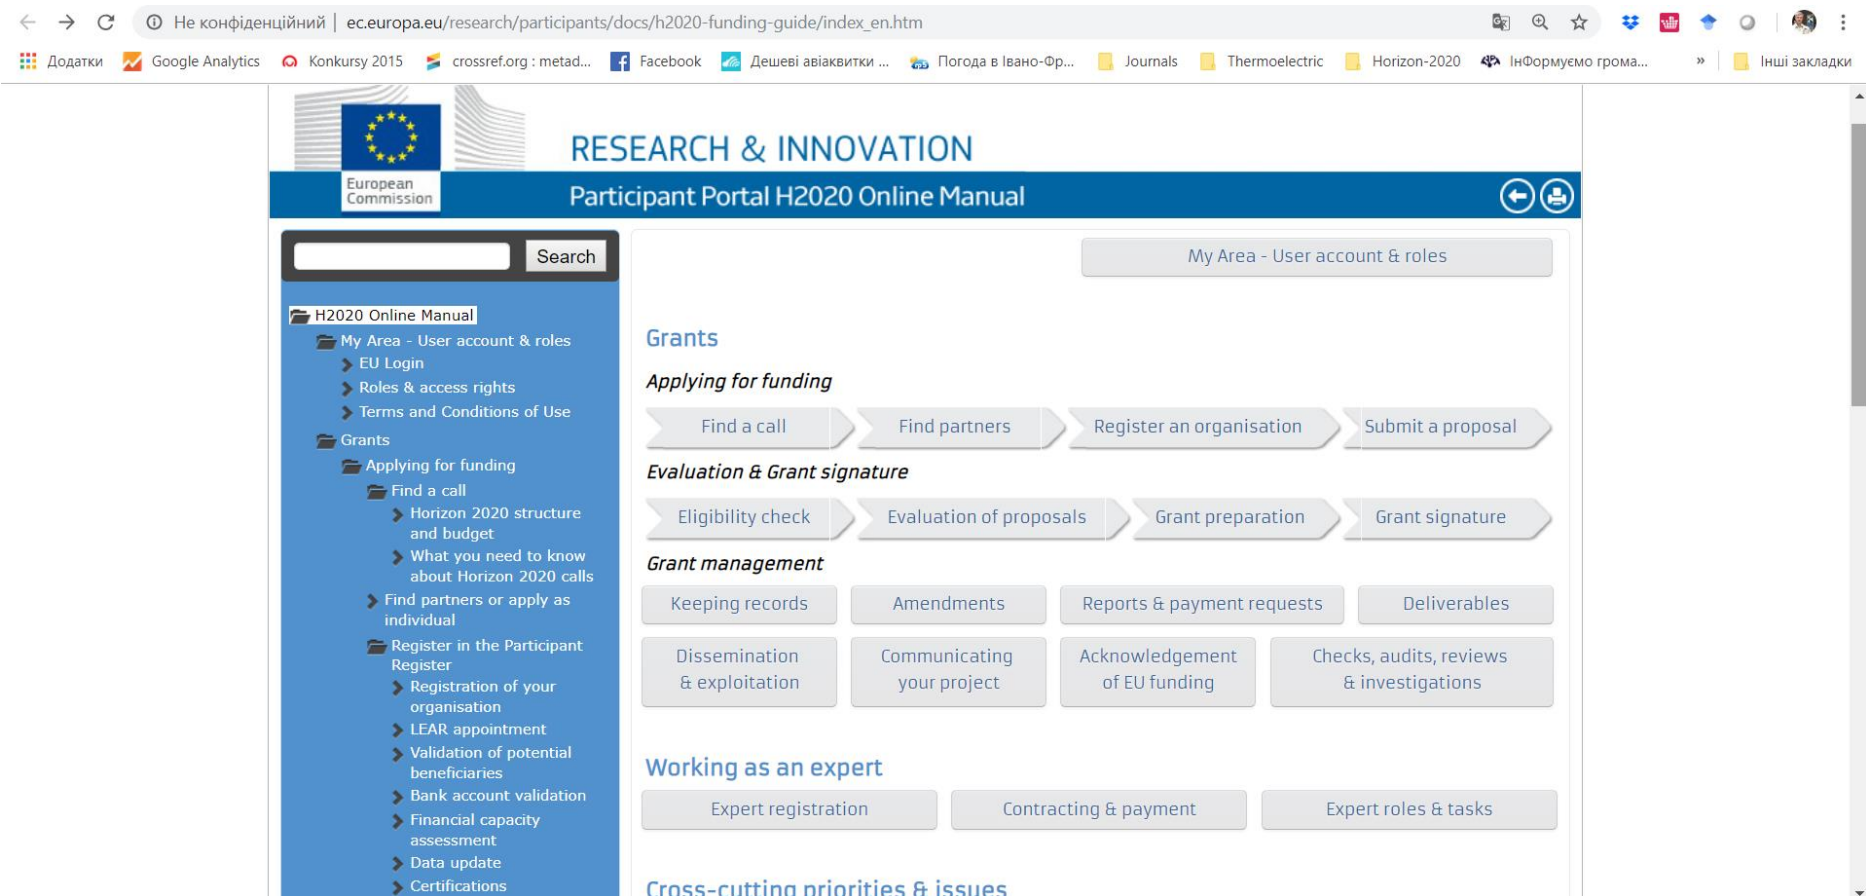 Не конфіденційний | ec.europa.eu/research/participants/docs/h2020-funding-guide/index_en.htm
Додатки Google Analytics Konkursy 2015 crossref.org : metad... Facebook Дешеві авіаквитки ... Погода в Івано-Фр... Journals Thermoelectric Horizon-2020 ІнФормуємо грома... » Інші закладки
European
Commission
RESEARCH & INNOVATION
Participant Portal H2020 Online Manual
Search
H2020 Online Manual
My Area - User account & roles
EU Login
Roles & access rights
Terms and Conditions of Use
Grants
Applying for funding
Find a call
Horizon 2020 structure
and budget
What you need to know
about Horizon 2020 calls
Find partners or apply as
individual
Register in the Participant
Register
Registration of your
organisation
LEAR appointment
Validation of potential
beneficiaries
Bank account validation
Financial capacity
assessment
Data update
Certifications
My Area - User account & roles
Grants
Applying for funding
Find a call Find partners Register an organisation Submit a proposal
Evaluation & Grant signature
Eligibility check Evaluation of proposals Grant preparation Grant signature
Grant management
Keeping records Amendments Reports & payment requests Deliverables
Dissemination
& exploitation
Communicating
your project
Acknowledgement
of EU funding
Checks, audits, reviews
& investigations
Working as an expert
Expert registration Contracting & payment Expert roles & tasks
Cross-cutting priorities & issues